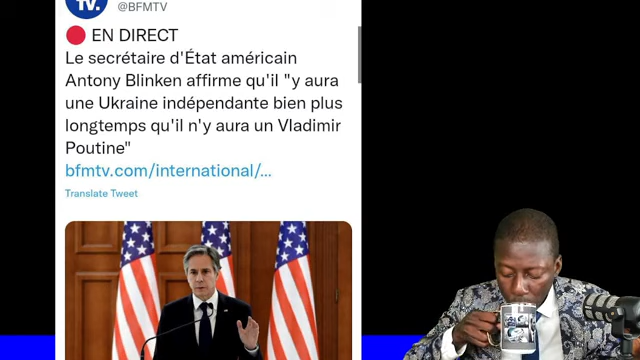 tv.
@BFMTV
🔴 EN DIRECT
Le secrétaire d'État américain
Antony Blinken affirme qu'il "y aura
une Ukraine indépendante bien plus
longtemps qu'il n'y aura un Vladimir
Poutine"
bfmtv.com/international/...
Translate Tweet